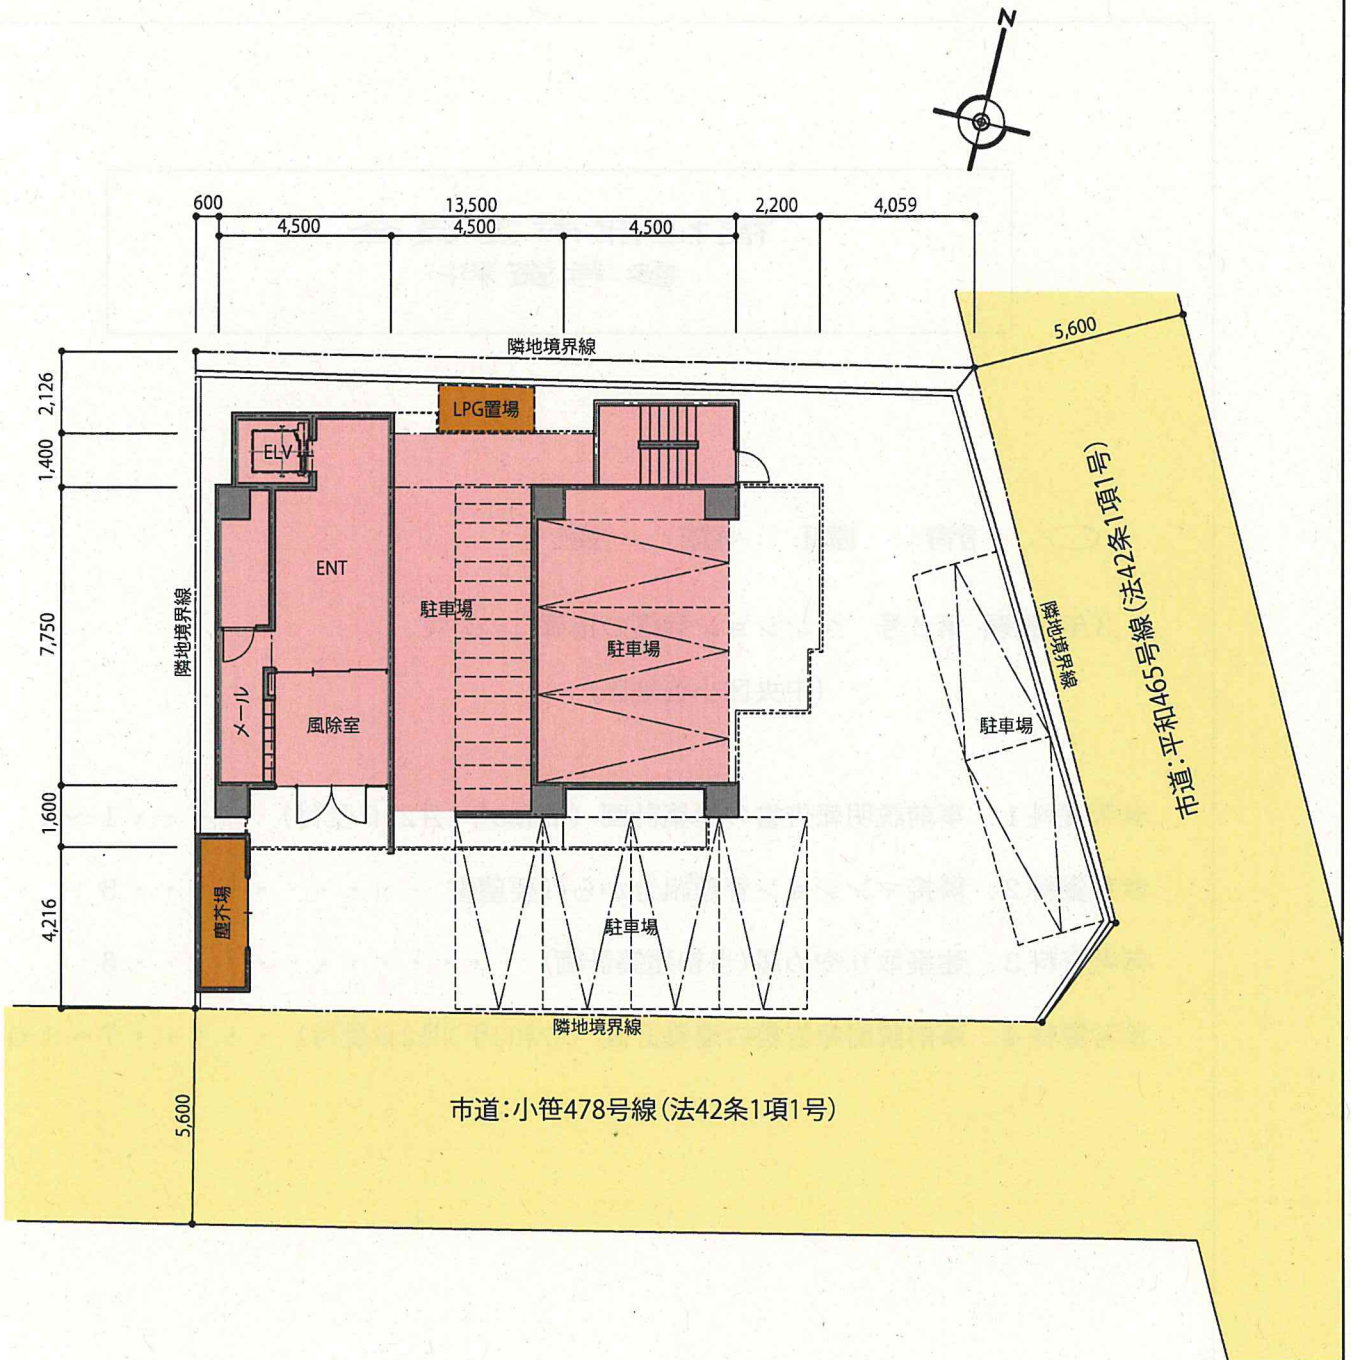 N
600
13,500
2,200
4,059
4,500
4,500
4,500
隣地境界線
5,600
2,126
1,400
7,750
1,600
4,216
LPG置場
ELV
ENT
駐車場
駐車場
隣地境界線
メール
風除室
駐車場
隣地境界線
市道:平和465号線(法42条1項1号)
塵芥場
駐車場
隣地境界線
5,600
市道:小笹478号線(法42条1項1号)